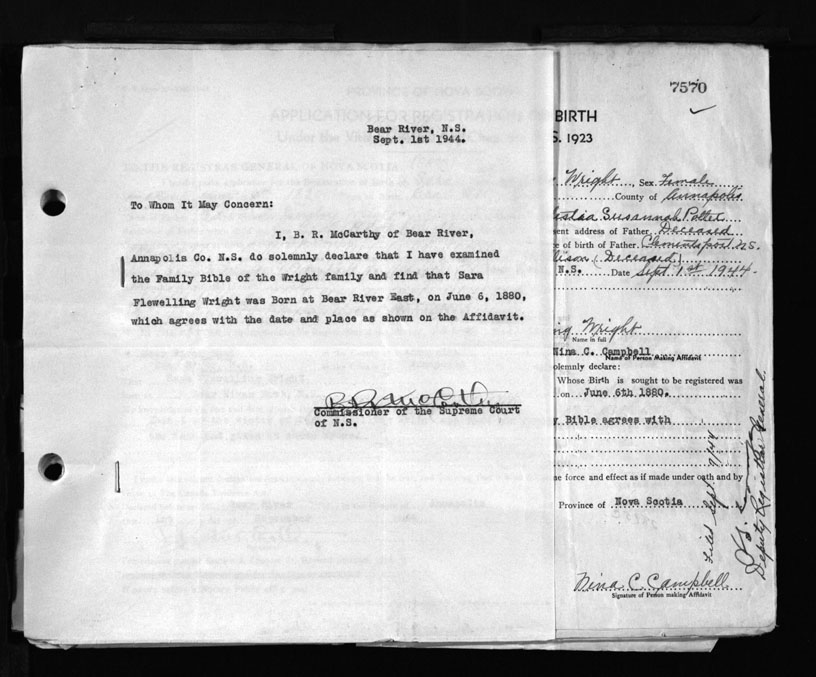 Bear River, N.S.
Sept. 1st 1944.
To Whom It May Concern:
I, B. R. McCarthy of Bear River,
Annapolis Co. N.S. do solemnly declare that I have examined
the Family Bible of the Wright family and find that Sara
Flewelling Wright was Born at Bear River East, on June 6, 1880,
which agrees with the date and place as shown on the Affidavit.
Commissioner of the Supreme Court
of N.S.
7570
BIRTH
S. 1923
Wright, Sex Female
County of Annapolis
Susannah Potter
sent address of Father Deceased
e of birth of Father Clementsport N.S.
(Deceased)
N.S. Date Sept 1st 1944.
ng Wright
Name in full
Nina C. Campbell
Name of Person Making Affidavit
olemnly declare:
Whose Birth is sought to be registered was
on June 6th 1880.
y Bible agrees with
e force and effect as if made under oath and by
Province of Nova Scotia
Nina C. Campbell
Signature of Person making Affidavit
Filed Sept 9/44
Deputy Registrar General.